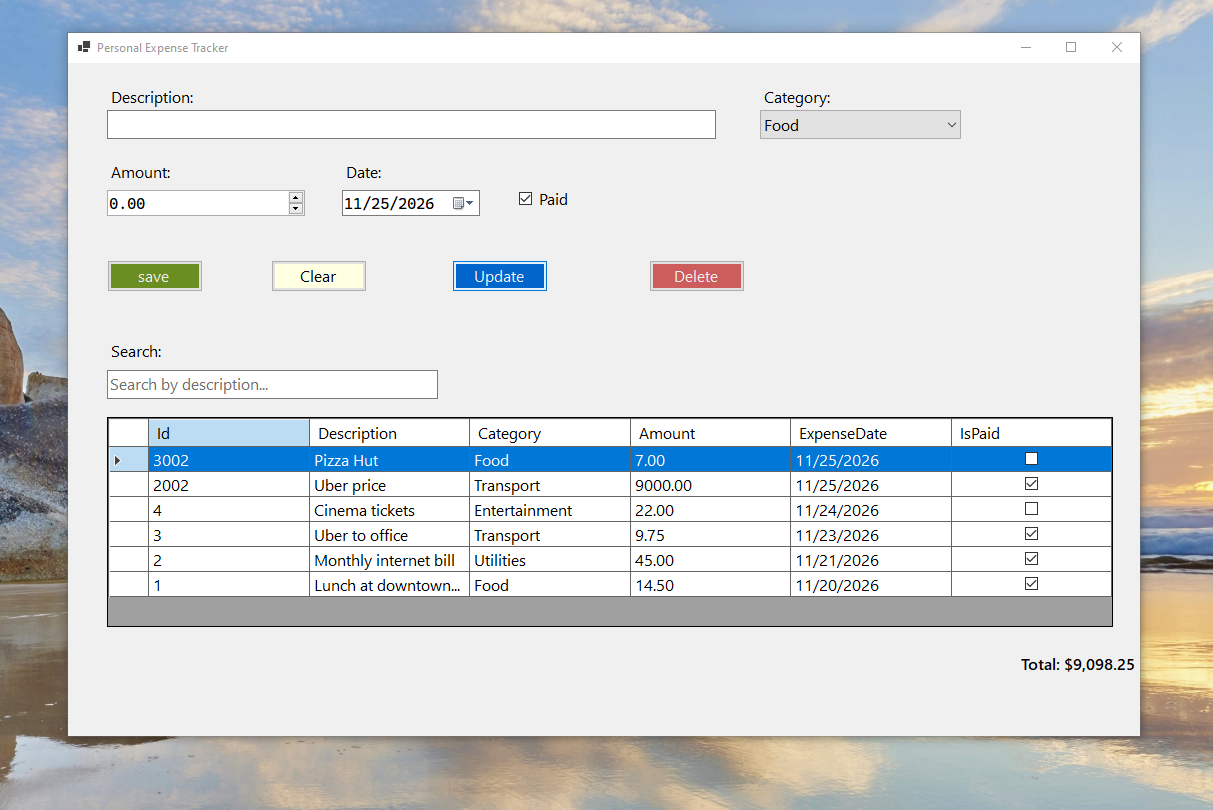 Personal Expense Tracker
Description: Category:
Food
Amount: Date:
0.00 11/25/2026 Paid
save Clear Update Delete
Search:
Search by description...
Id Description Category Amount ExpenseDate IsPaid
3002 Pizza Hut Food 7.00 11/25/2026
2002 Uber price Transport 9000.00 11/25/2026
4 Cinema tickets Entertainment 22.00 11/24/2026
3 Uber to office Transport 9.75 11/23/2026
2 Monthly internet bill Utilities 45.00 11/21/2026
1 Lunch at downtown... Food 14.50 11/20/2026
Total: $9,098.25